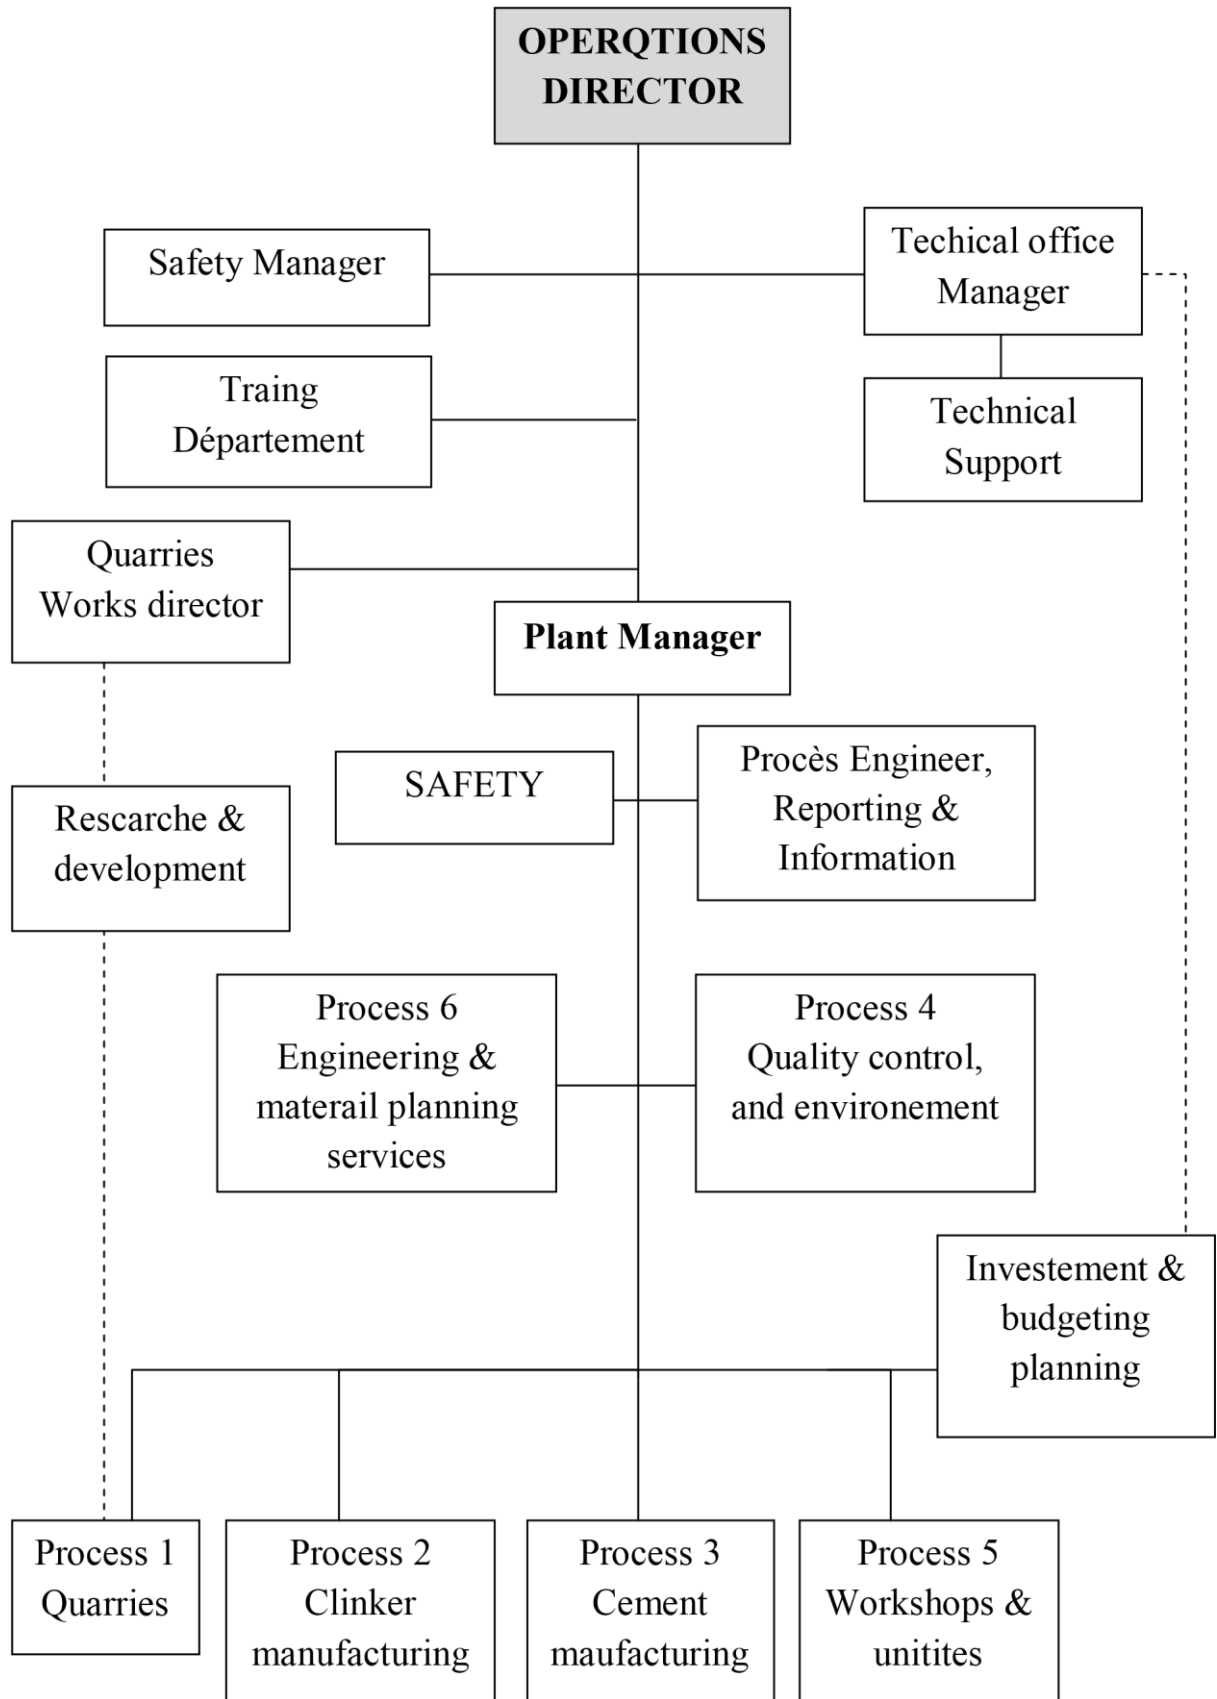 OPERQTIONS
DIRECTOR
Safety Manager
Techical office
Manager
Traing
Département
Technical
Support
Quarries
Works director
Plant Manager
SAFETY
Procès Engineer,
Reporting &
Information
Rescarche &
development
Process 6
Engineering &
materail planning
services
Process 4
Quality control,
and environement
Investement &
budgeting
planning
Process 1
Quarries
Process 2
Clinker
manufacturing
Process 3
Cement
maufacturing
Process 5
Workshops &
unitites